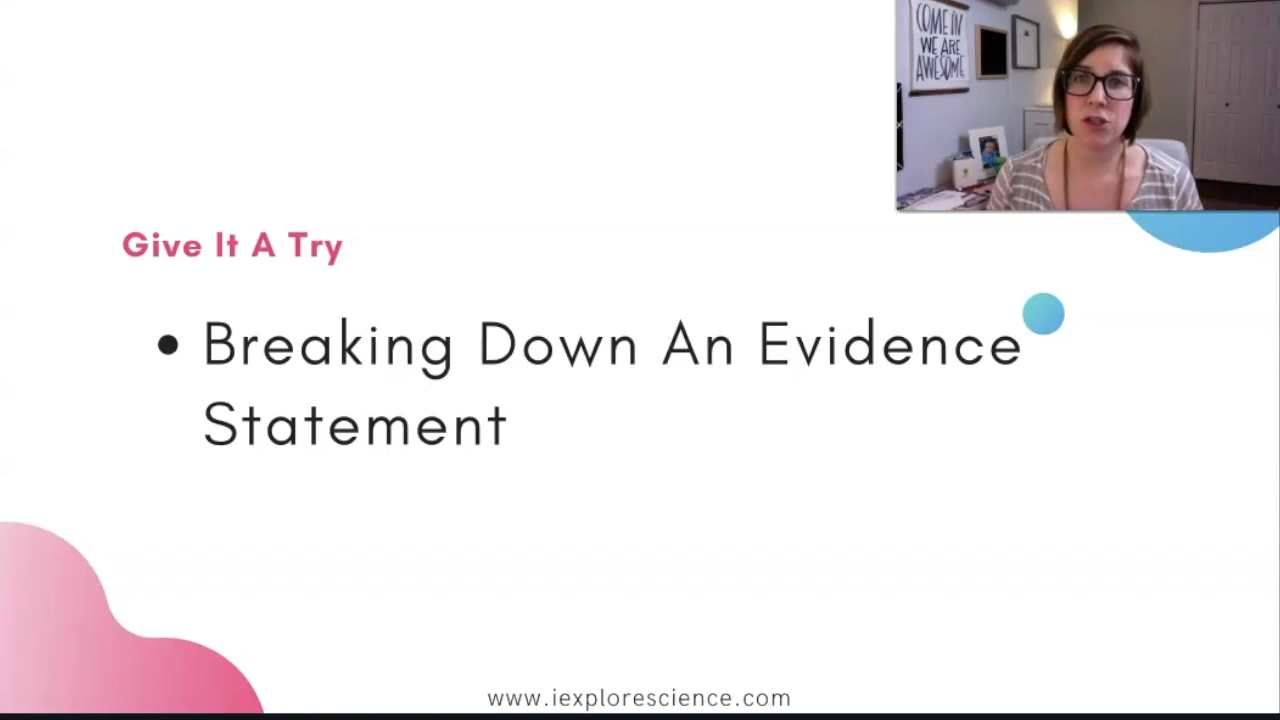 COME IN
WE ARE
AWESOME
Give It A Try
• Breaking Down An Evidence
Statement
www.iexplorescience.com